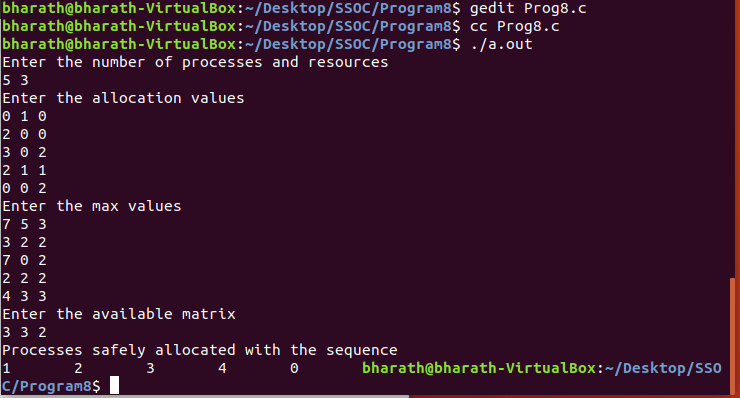 bharath@bharath-VirtualBox:~/Desktop/SSOC/Program8$ gedit Prog8.c
bharath@bharath-VirtualBox:~/Desktop/SSOC/Program8$ cc Prog8.c
bharath@bharath-VirtualBox:~/Desktop/SSOC/Program8$ ./a.out
Enter the number of processes and resources
5 3
Enter the allocation values
0 1 0
2 0 0
3 0 2
2 1 1
0 0 2
Enter the max values
7 5 3
3 2 2
7 0 2
2 2 2
4 3 3
Enter the available matrix
3 3 2
Processes safely allocated with the sequence
1       2       3       4       0       bharath@bharath-VirtualBox:~/Desktop/SSO
C/Program8$